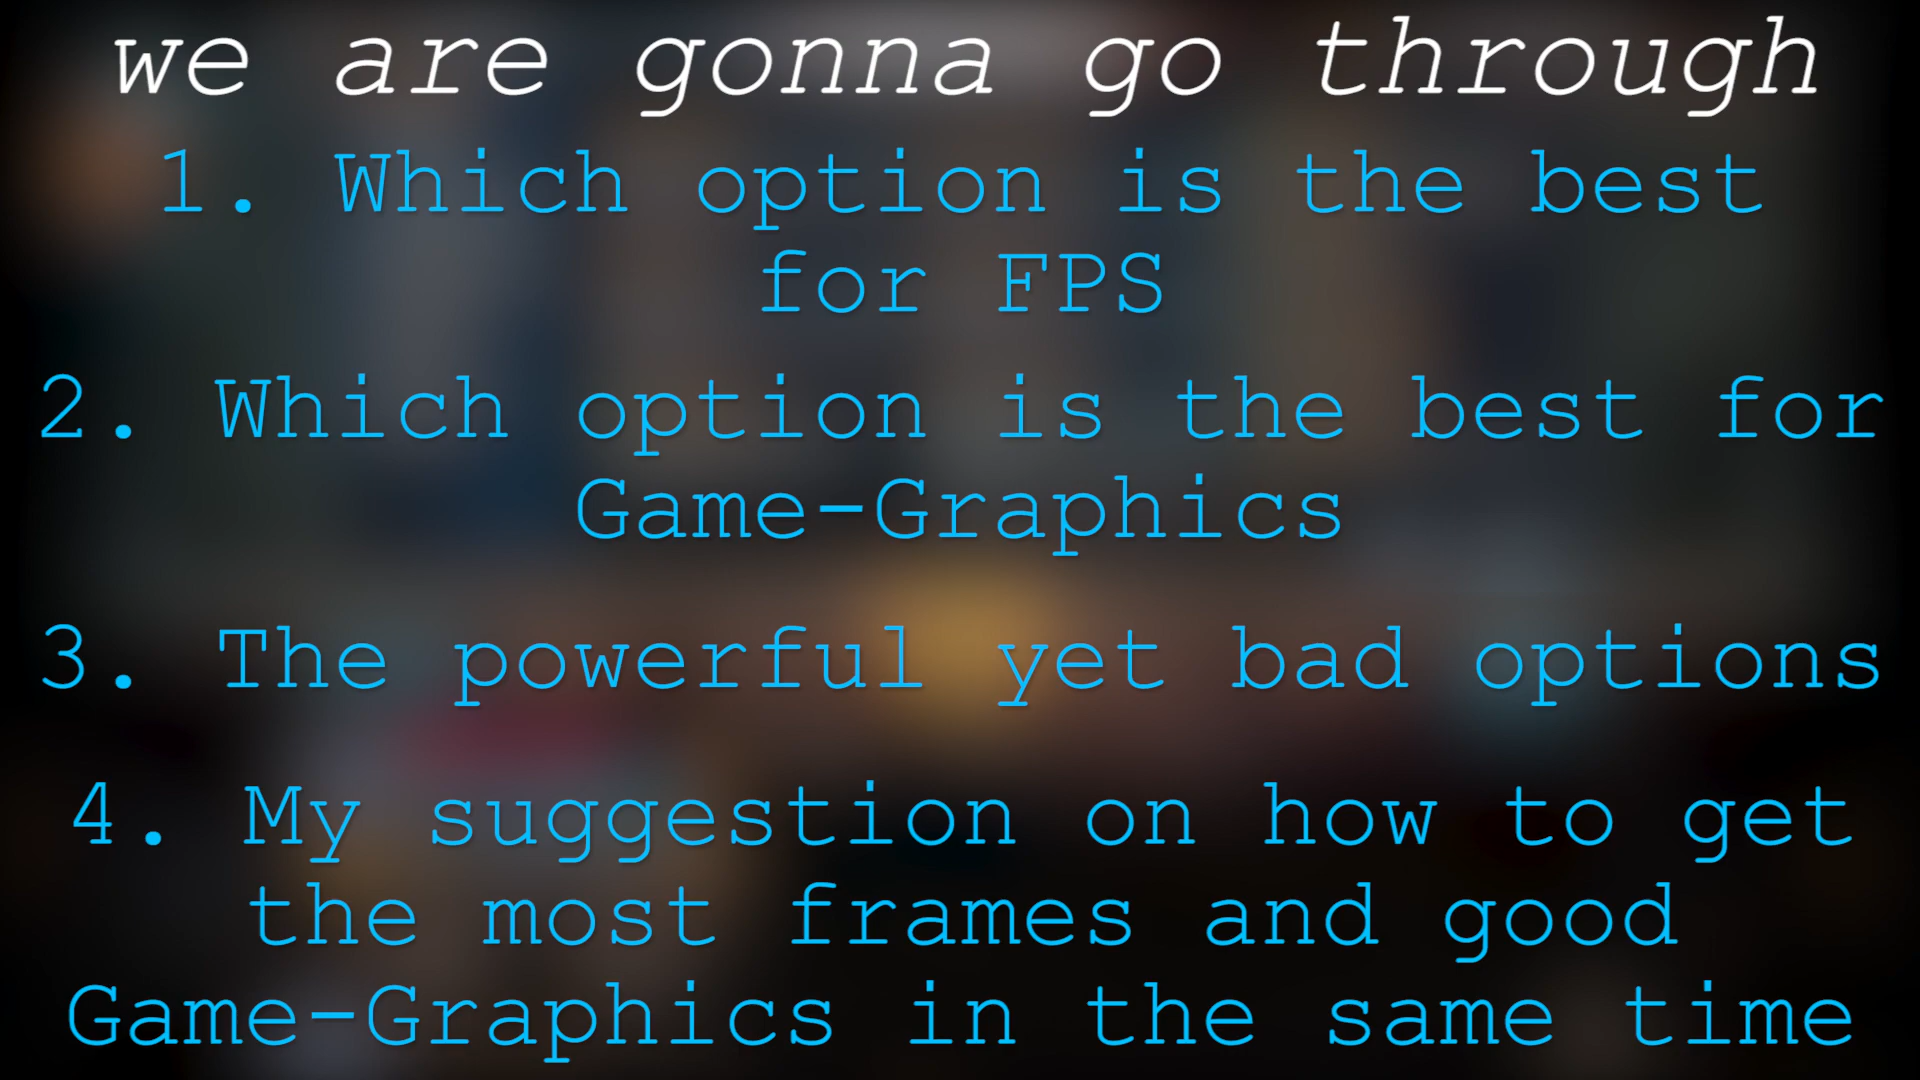 we are gonna go through
1. Which option is the best
for FPS
2. Which option is the best for
Game-Graphics
3. The powerful yet bad options
4. My suggestion on how to get
the most frames and good
Game-Graphics in the same time